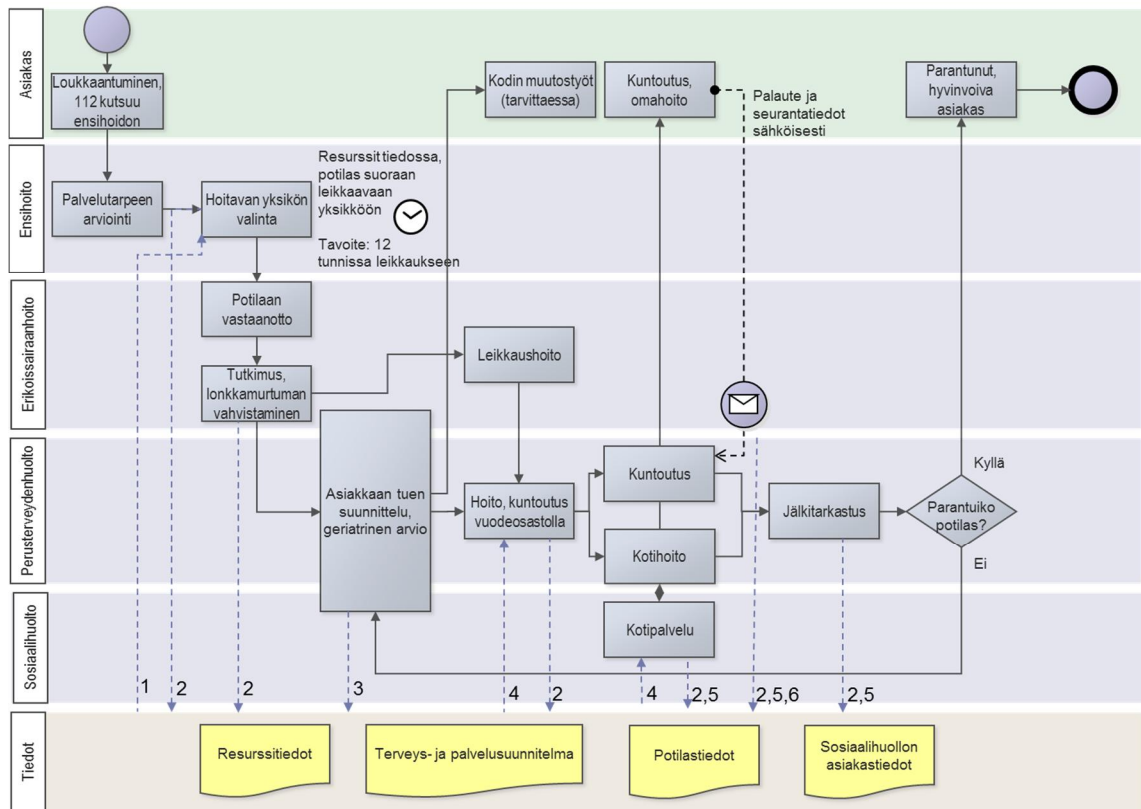 Asiakas
Loukkaantuminen,
112 kutsuu
ensihoidon
Kodin muutostyöt
(tarvittaessa)
Kuntoutus,
omahoito
Palaute ja
seurantatiedot
sähköisesti
Parantunut,
hyvinvoiva
asiakas
Ensihoito
Palvelutarpeen
arviointi
Hoitavan yksikön
valinta
Resurssit tiedossa,
potilas suoraan
leikkaavaan
yksikköön
Tavoite: 12
tunnissa leikkaukseen
Erikoissairaanhoito
Potilaan
vastaanotto
Tutkimus,
lonkkamurtuman
vahvistaminen
Leikkaushoito
Perusterveydenhuolto
Asiakkaan tuen
suunnittelu,
geriatrinen arvio
Hoito, kuntoutus
vuodeosastolla
Kuntoutus
Kotihoito
Jälkitarkastus
Kyllä
Parantuiko
potilas?
Ei
Sosiaalihuolto
Kotipalvelu
1
2
2
3
4
2
4
2,5
2,5,6
2,5
Tiedot
Resurssitiedot
Terveys- ja palvelusuunnitelma
Potilastiedot
Sosiaalihuollon
asiakastiedot